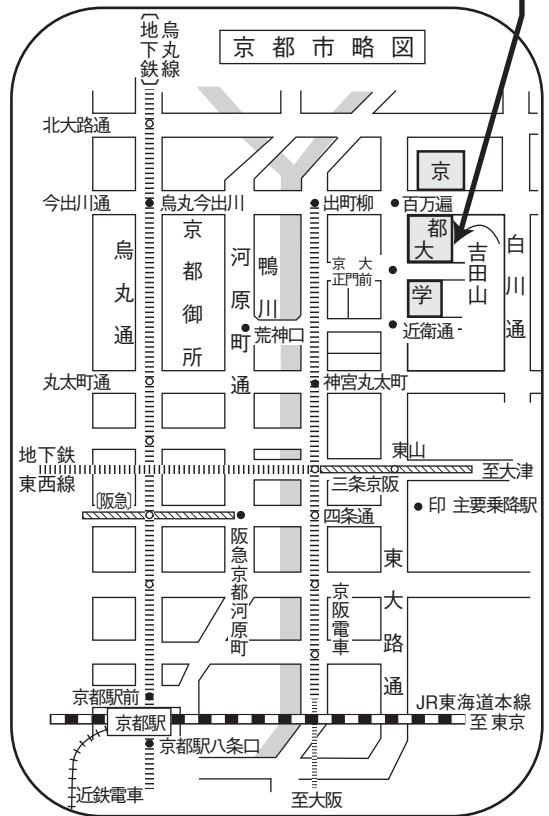 京都市略図
地下鉄
烏丸線
北大路通
今出川通
烏丸今出川
出町柳
百万遍
京
都
大
学
吉田山
白川通
烏丸通
京都御所
河原町通
鴨川
京大
正門前
荒神口
近衛通
丸太町通
神宮丸太町
地下鉄
東西線
東山
至大津
三条京阪
〔阪急〕
四条通
●印 主要乗降駅
阪急京都河原町
京阪電車
東大路通
京都駅前
JR東海道本線
京都駅
至東京
京都駅八条口
近鉄電車
至大阪